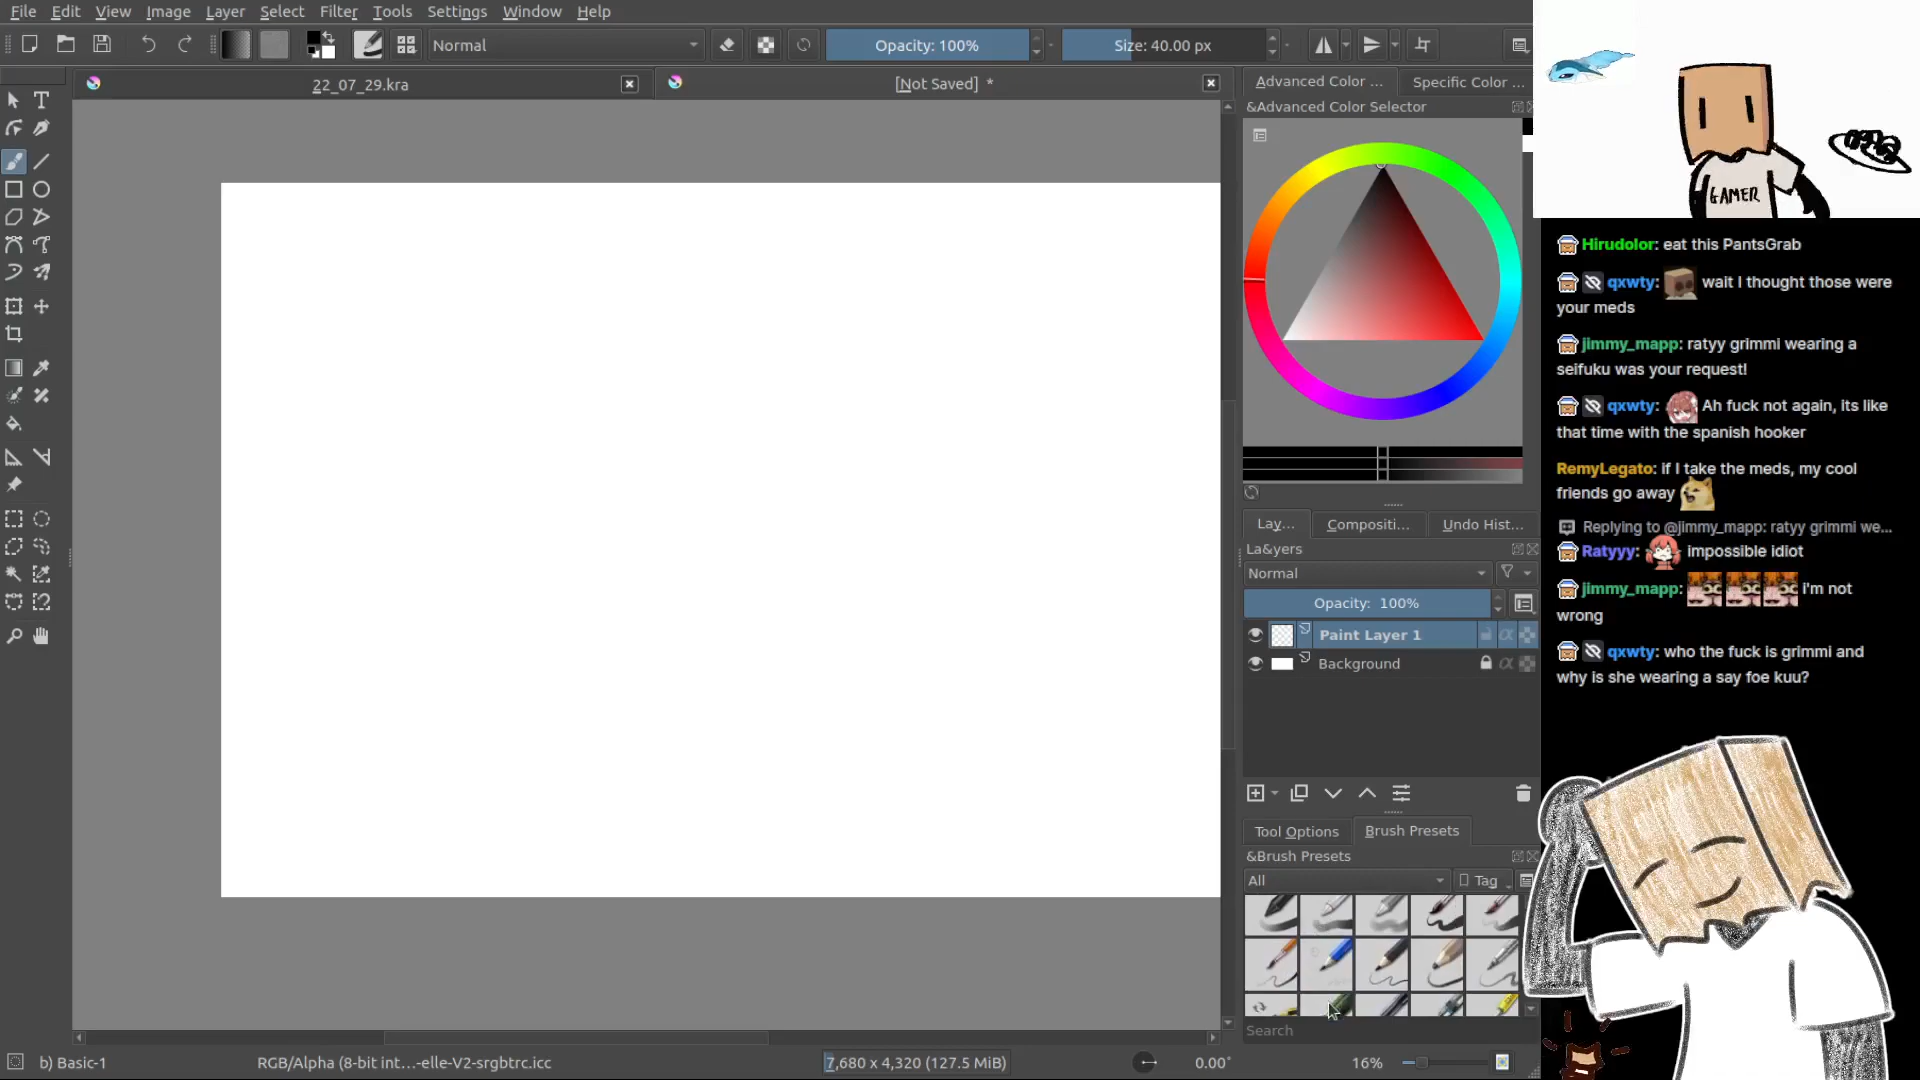 File Edit View Image Layer Select Filter Tools Settings Window Help
Normal
Opacity: 100%
Size: 40.00 px
22_07_29.kra
[Not Saved] *
Advanced Color ...
Specific Color ...
&Advanced Color Selector
Lay...
Compositi...
Undo Hist...
La&yers
Normal
Opacity: 100%
Paint Layer 1
Background
Tool Options
Brush Presets
&Brush Presets
All
Tag
Search
b) Basic-1
RGB/Alpha (8-bit int...-elle-V2-srgbtrc.icc
7,680 x 4,320 (127.5 MiB)
0.00°
16%
GAMER
Hirudolor: eat this PantsGrab
qxwty: wait I thought those were
your meds
jimmy_mapp: ratyy grimmi wearing a
seifuku was your request!
qxwty: Ah fuck not again, its like
that time with the spanish hooker
RemyLegato: if I take the meds, my cool
friends go away
Replying to @jimmy_mapp: ratyy grimmi we...
Ratyyy: impossible idiot
jimmy_mapp: i'm not
wrong
qxwty: who the fuck is grimmi and
why is she wearing a say foe kuu?